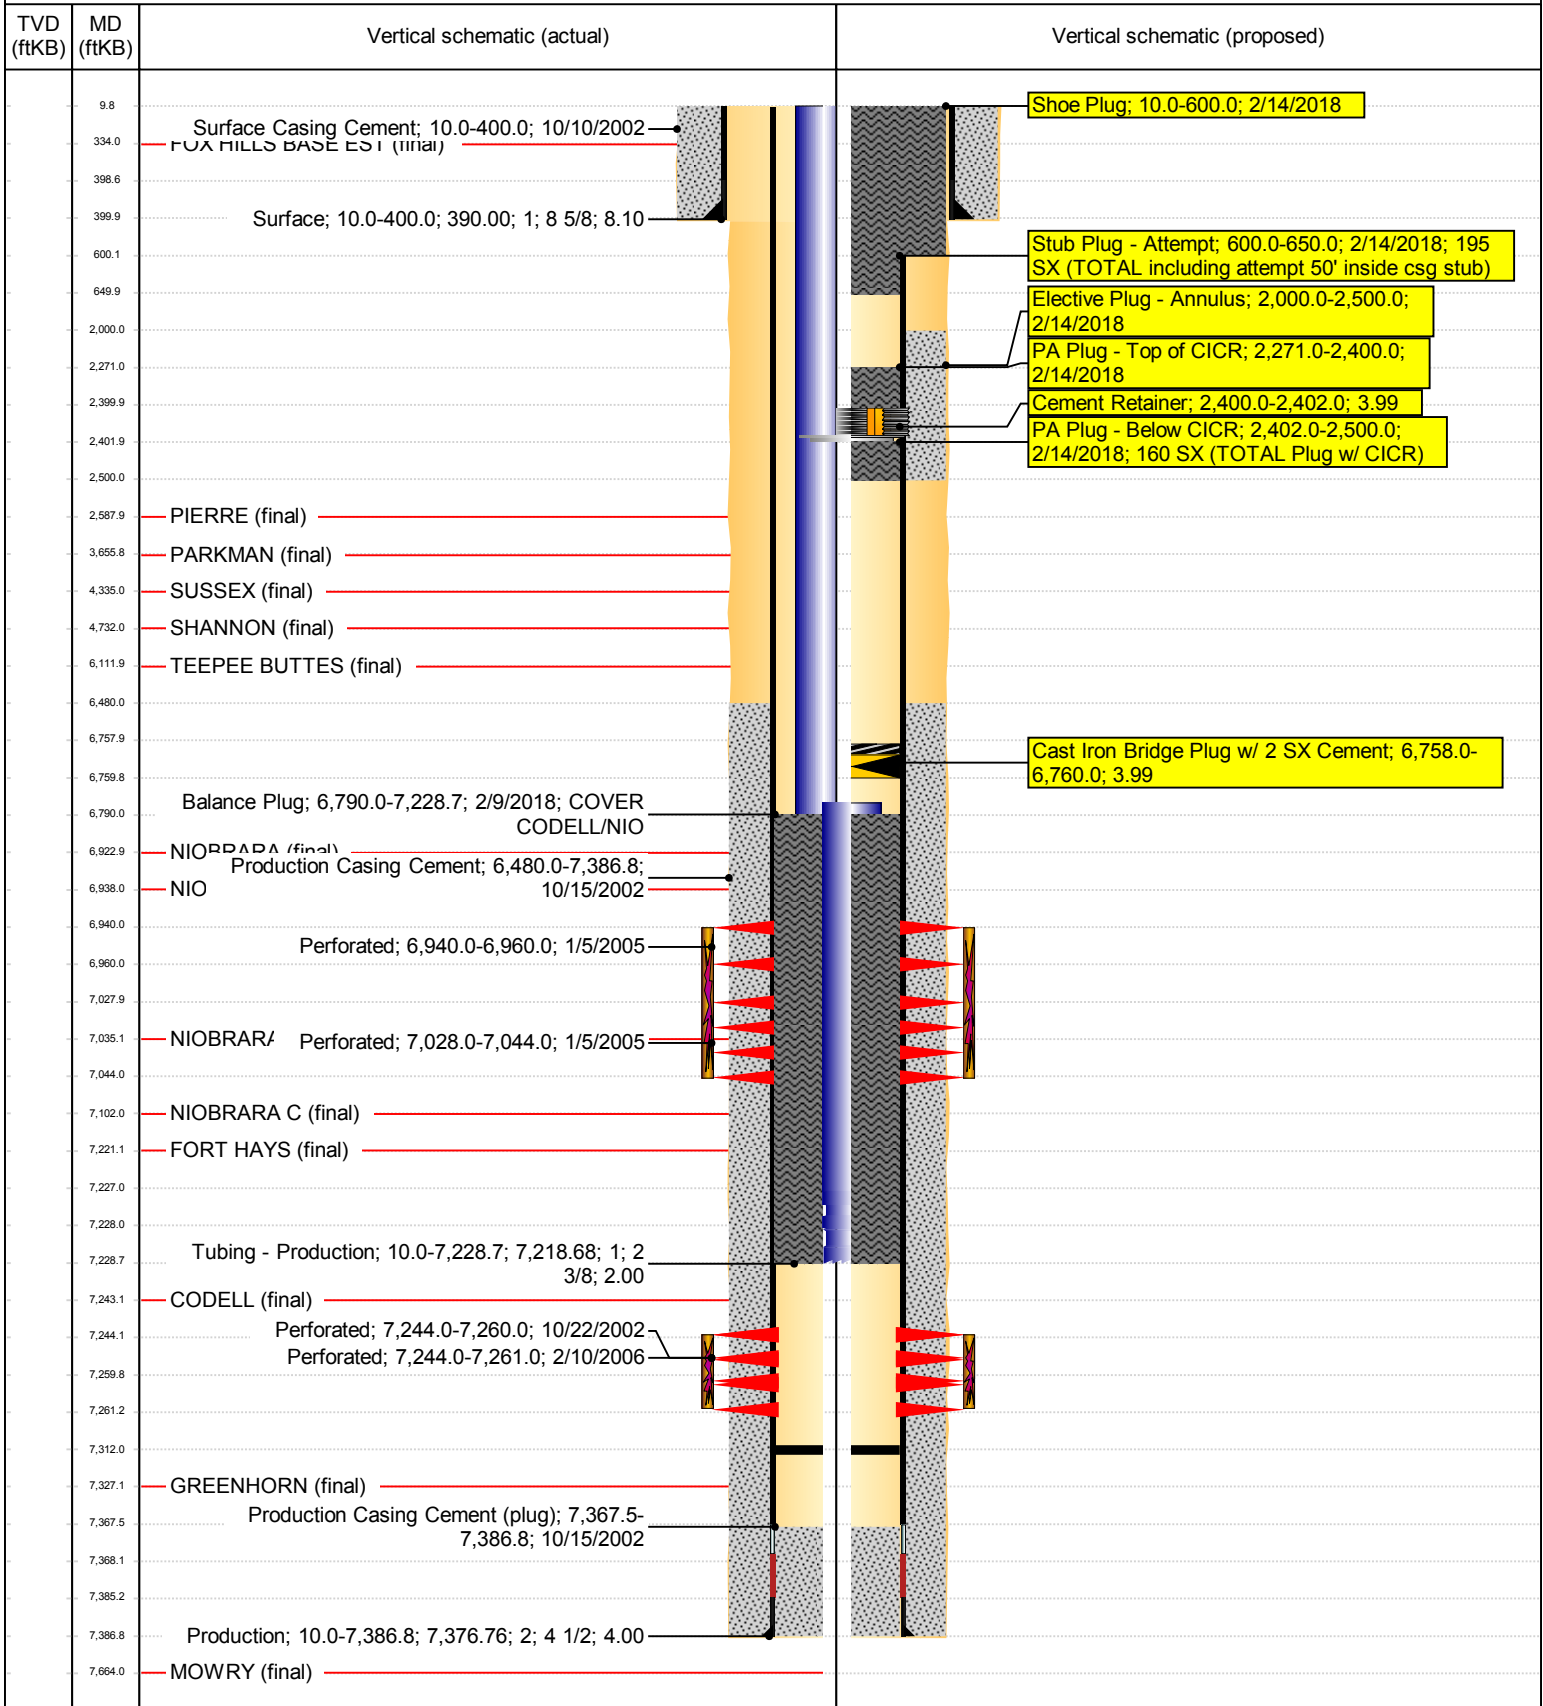 TVD (ftKB)
MD (ftKB)
Vertical schematic (actual)
Vertical schematic (proposed)
9.8
334.0
398.6
399.9
600.1
649.9
2,000.0
2,271.0
2,399.9
2,401.9
2,500.0
2,587.9
3,655.8
4,335.0
4,732.0
6,111.9
6,480.0
6,757.9
6,759.8
6,790.0
6,922.9
6,938.0
6,940.0
6,960.0
7,027.9
7,035.1
7,044.0
7,102.0
7,221.1
7,227.0
7,228.0
7,228.7
7,243.1
7,244.1
7,259.8
7,261.2
7,312.0
7,327.1
7,367.5
7,368.1
7,385.2
7,386.8
7,664.0
Surface Casing Cement; 10.0-400.0; 10/10/2002
FOX HILLS BASE EST (final)
Surface; 10.0-400.0; 390.00; 1; 8 5/8; 8.10
PIERRE (final)
PARKMAN (final)
SUSSEX (final)
SHANNON (final)
TEEPEE BUTTES (final)
Balance Plug; 6,790.0-7,228.7; 2/9/2018; COVER
CODELL/NIO
NIOBRARA (final)
Production Casing Cement; 6,480.0-7,386.8;
10/15/2002
NIO
Perforated; 6,940.0-6,960.0; 1/5/2005
NIOBRARA
Perforated; 7,028.0-7,044.0; 1/5/2005
NIOBRARA C (final)
FORT HAYS (final)
Tubing - Production; 10.0-7,228.7; 7,218.68; 1; 2
3/8; 2.00
CODELL (final)
Perforated; 7,244.0-7,260.0; 10/22/2002
Perforated; 7,244.0-7,261.0; 2/10/2006
GREENHORN (final)
Production Casing Cement (plug); 7,367.5-
7,386.8; 10/15/2002
Production; 10.0-7,386.8; 7,376.76; 2; 4 1/2; 4.00
MOWRY (final)
Shoe Plug; 10.0-600.0; 2/14/2018
Stub Plug - Attempt; 600.0-650.0; 2/14/2018; 195
SX (TOTAL including attempt 50' inside csg stub)
Elective Plug - Annulus; 2,000.0-2,500.0;
2/14/2018
PA Plug - Top of CICR; 2,271.0-2,400.0;
2/14/2018
Cement Retainer; 2,400.0-2,402.0; 3.99
PA Plug - Below CICR; 2,402.0-2,500.0;
2/14/2018; 160 SX (TOTAL Plug w/ CICR)
Cast Iron Bridge Plug w/ 2 SX Cement; 6,758.0-
6,760.0; 3.99